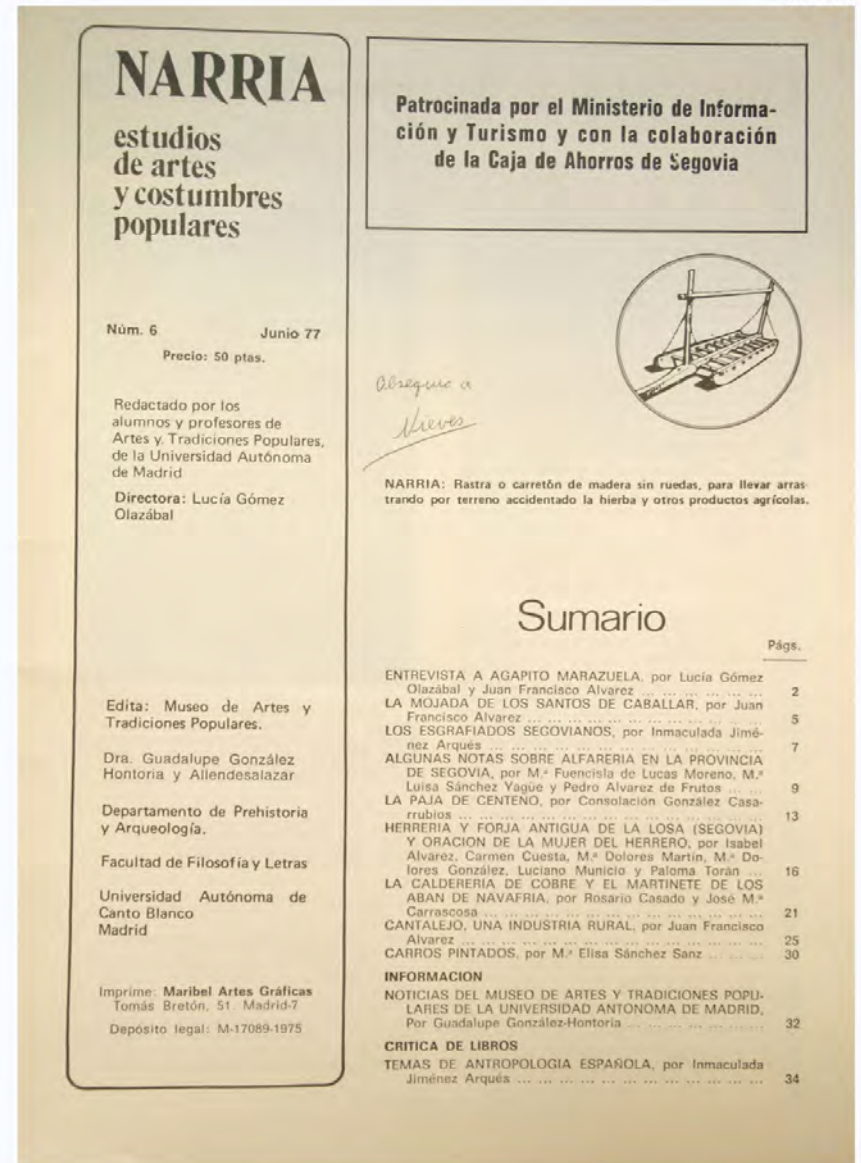 NARRIA
estudios
de artes
y costumbres
populares
Núm. 6 Junio 77
Precio: 50 ptas.
Redactado por los
alumnos y profesores de
Artes y Tradiciones Populares,
de la Universidad Autónoma
de Madrid
Directora: Lucía Gómez
Olazábal
Edita: Museo de Artes y
Tradiciones Populares.
Dra. Guadalupe González
Hontoria y Allendesalazar
Departamento de Prehistoria
y Arqueología.
Facultad de Filosofía y Letras
Universidad Autónoma de
Canto Blanco
Madrid
Imprime: Maribel Artes Gráficas
Tomás Bretón, 51 Madrid-7
Depósito legal: M-17089-1975
Patrocinada por el Ministerio de Informa-
ción y Turismo y con la colaboración
de la Caja de Ahorros de Segovia
Obsequio a
Nieves
NARRIA: Rastra o carretón de madera sin ruedas, para llevar arras-
trando por terreno accidentado la hierba y otros productos agrícolas.
Sumario
Págs.
ENTREVISTA A AGAPITO MARAZUELA, por Lucía Gómez
Olazábal y Juan Francisco Alvarez ... ... ... ... ... ... 2
LA MOJADA DE LOS SANTOS DE CABALLAR, por Juan
Francisco Alvarez ... ... ... ... ... ... ... ... ... ... ... 5
LOS ESGRAFIADOS SEGOVIANOS, por Inmaculada Jimé-
nez Arqués ... ... ... ... ... ... ... ... ... ... ... ... ... 7
ALGUNAS NOTAS SOBRE ALFARERIA EN LA PROVINCIA
DE SEGOVIA, por M.ª Fuencisla de Lucas Moreno, M.ª
Luisa Sánchez Yagüe y Pedro Alvarez de Frutos ... ... 9
LA PAJA DE CENTENO, por Consolación González Casa-
rrubios ... ... ... ... ... ... ... ... ... ... ... ... ... ... 13
HERRERIA Y FORJA ANTIGUA DE LA LOSA (SEGOVIA)
Y ORACION DE LA MUJER DEL HERRERO, por Isabel
Alvarez, Carmen Cuesta, M.ª Dolores Martín, M.ª Do-
lores González, Luciano Municio y Paloma Torán ... 16
LA CALDERERIA DE COBRE Y EL MARTINETE DE LOS
ABAN DE NAVAFRIA, por Rosario Casado y José M.ª
Carrascosa ... ... ... ... ... ... ... ... ... ... ... ... ... 21
CANTALEJO, UNA INDUSTRIA RURAL, por Juan Francisco
Alvarez ... ... ... ... ... ... ... ... ... ... ... ... ... ... 25
CARROS PINTADOS, por M.ª Elisa Sánchez Sanz ... ... ... 30
INFORMACION
NOTICIAS DEL MUSEO DE ARTES Y TRADICIONES POPU-
LARES DE LA UNIVERSIDAD ANTONOMA DE MADRID,
Por Guadalupe González-Hontoria ... ... ... ... ... ... 32
CRITICA DE LIBROS
TEMAS DE ANTROPOLOGIA ESPAÑOLA, por Inmaculada
Jiménez Arqués ... ... ... ... ... ... ... ... ... ... ... 34